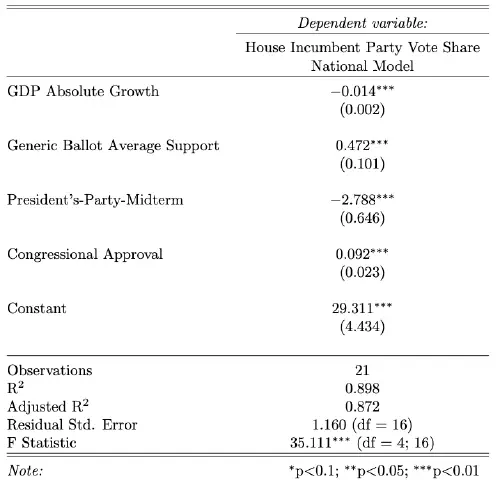 Dependent variable:
House Incumbent Party Vote Share
National Model
GDP Absolute Growth −0.014***
(0.002)
Generic Ballot Average Support 0.472***
(0.101)
President's-Party-Midterm −2.788***
(0.646)
Congressional Approval 0.092***
(0.023)
Constant 29.311***
(4.434)
Observations 21
R² 0.898
Adjusted R² 0.872
Residual Std. Error 1.160 (df = 16)
F Statistic 35.111*** (df = 4; 16)
Note: *p<0.1; **p<0.05; ***p<0.01